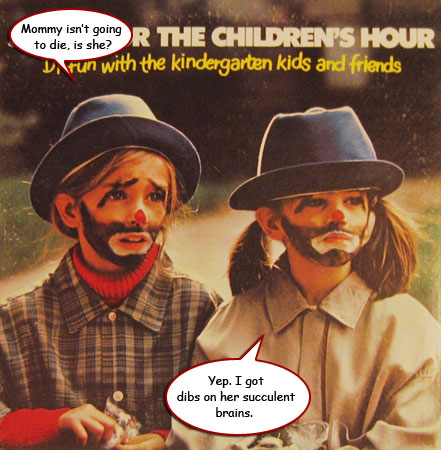 Mommy isn't going
to die, is she?
R THE CHILDREN'S HOUR
fun with the kindergarten kids and friends
Yep. I got
dibs on her succulent
brains.